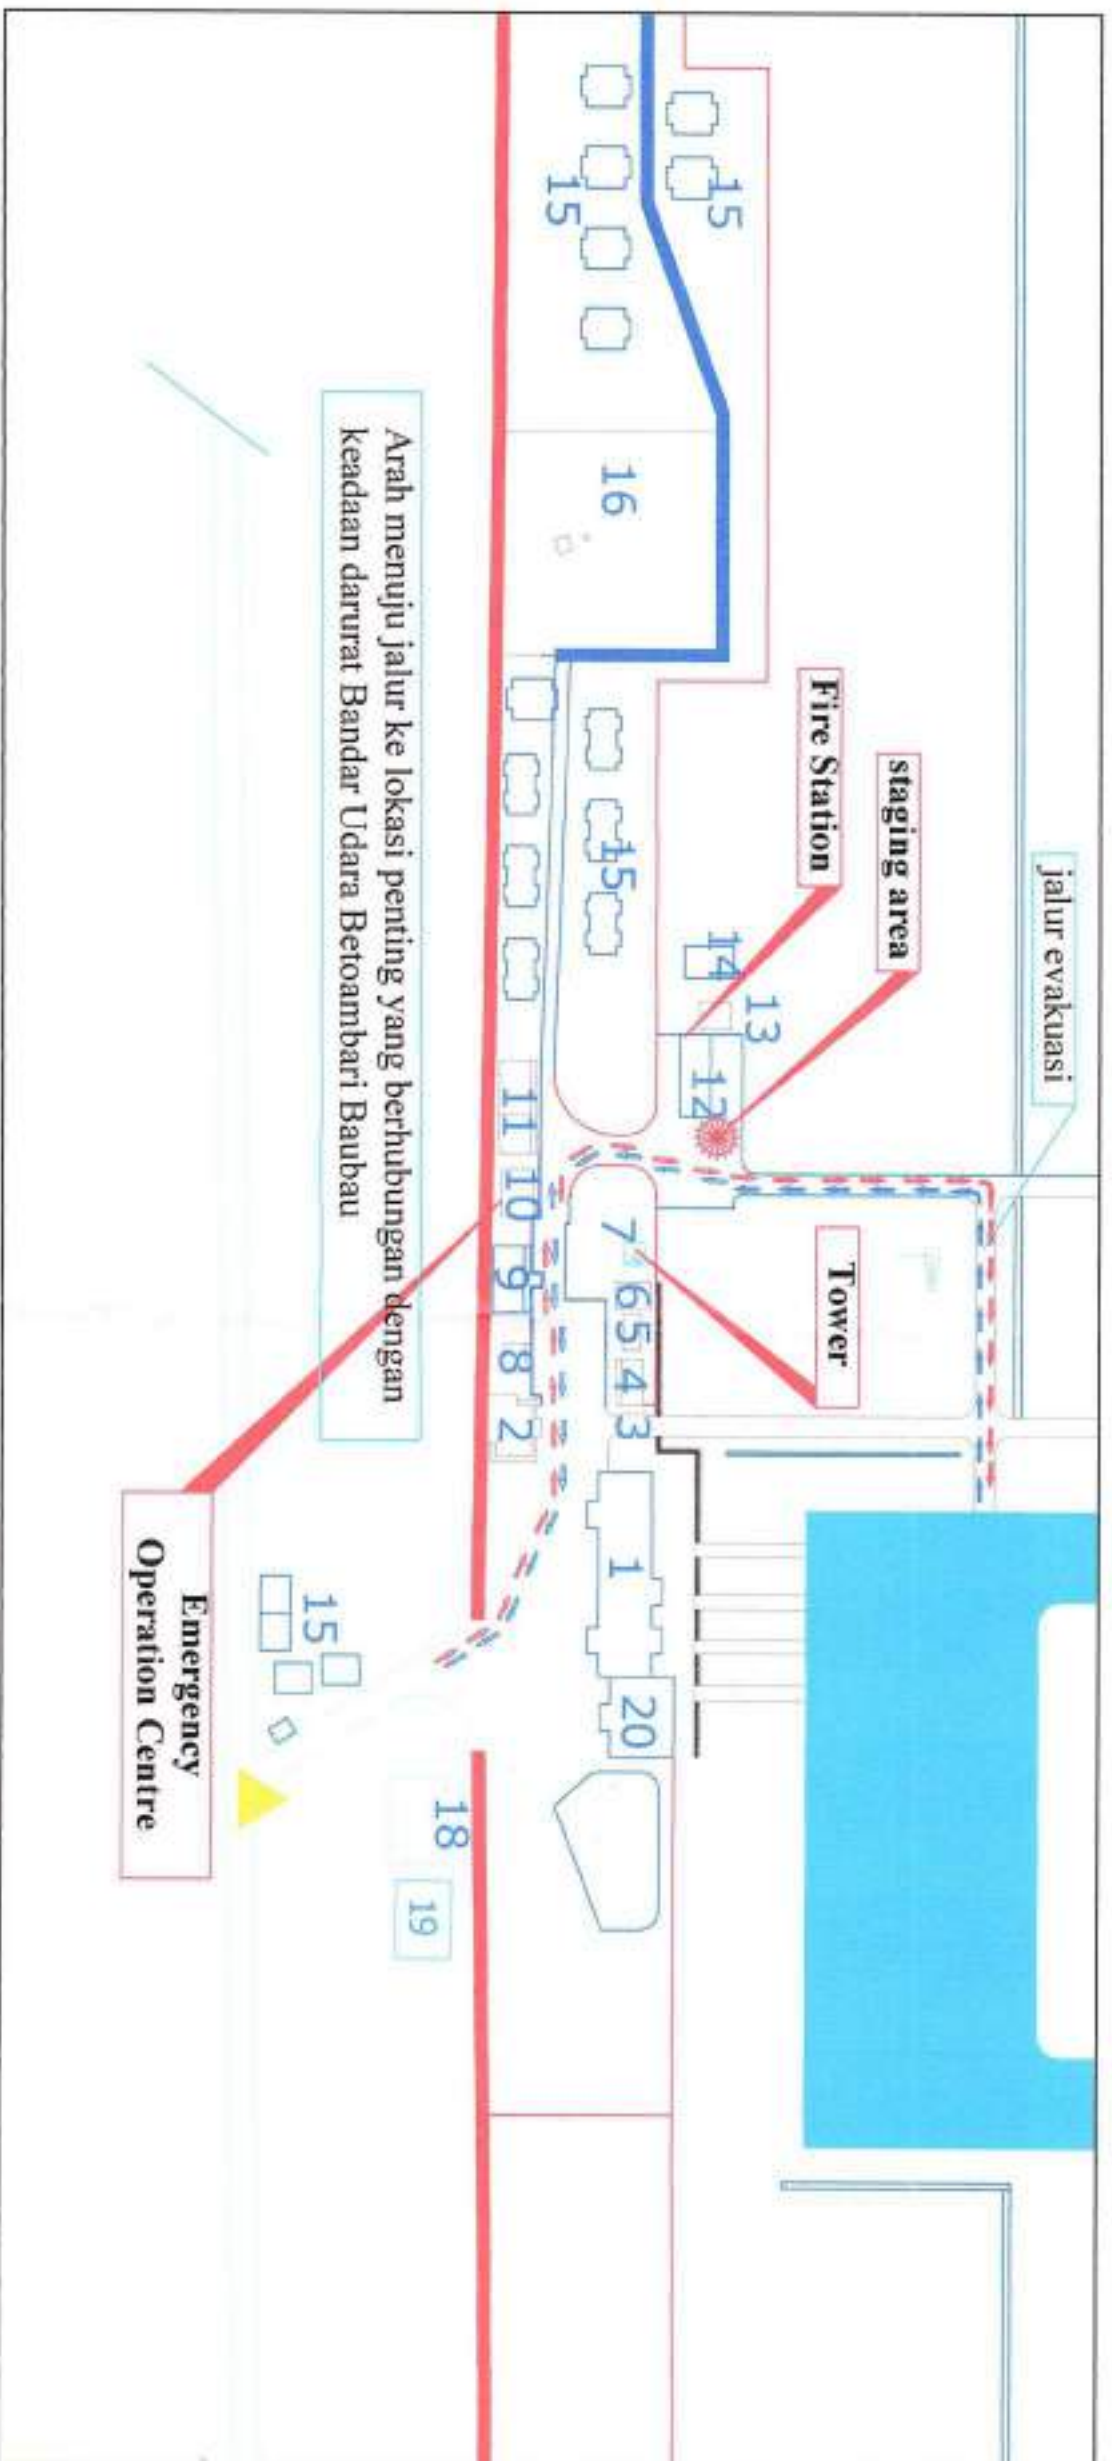 jalur evakuasi
staging area
Fire Station
Tower
15
15
16
15
14
13
12
11
10
9
8
2
7
6
5
4
3
1
20
Arah menuju jalur ke lokasi penting yang berhubungan dengan
keadaan darurat Bandar Udara Betoambari Baubau
15
18
19
Emergency
Operation Centre